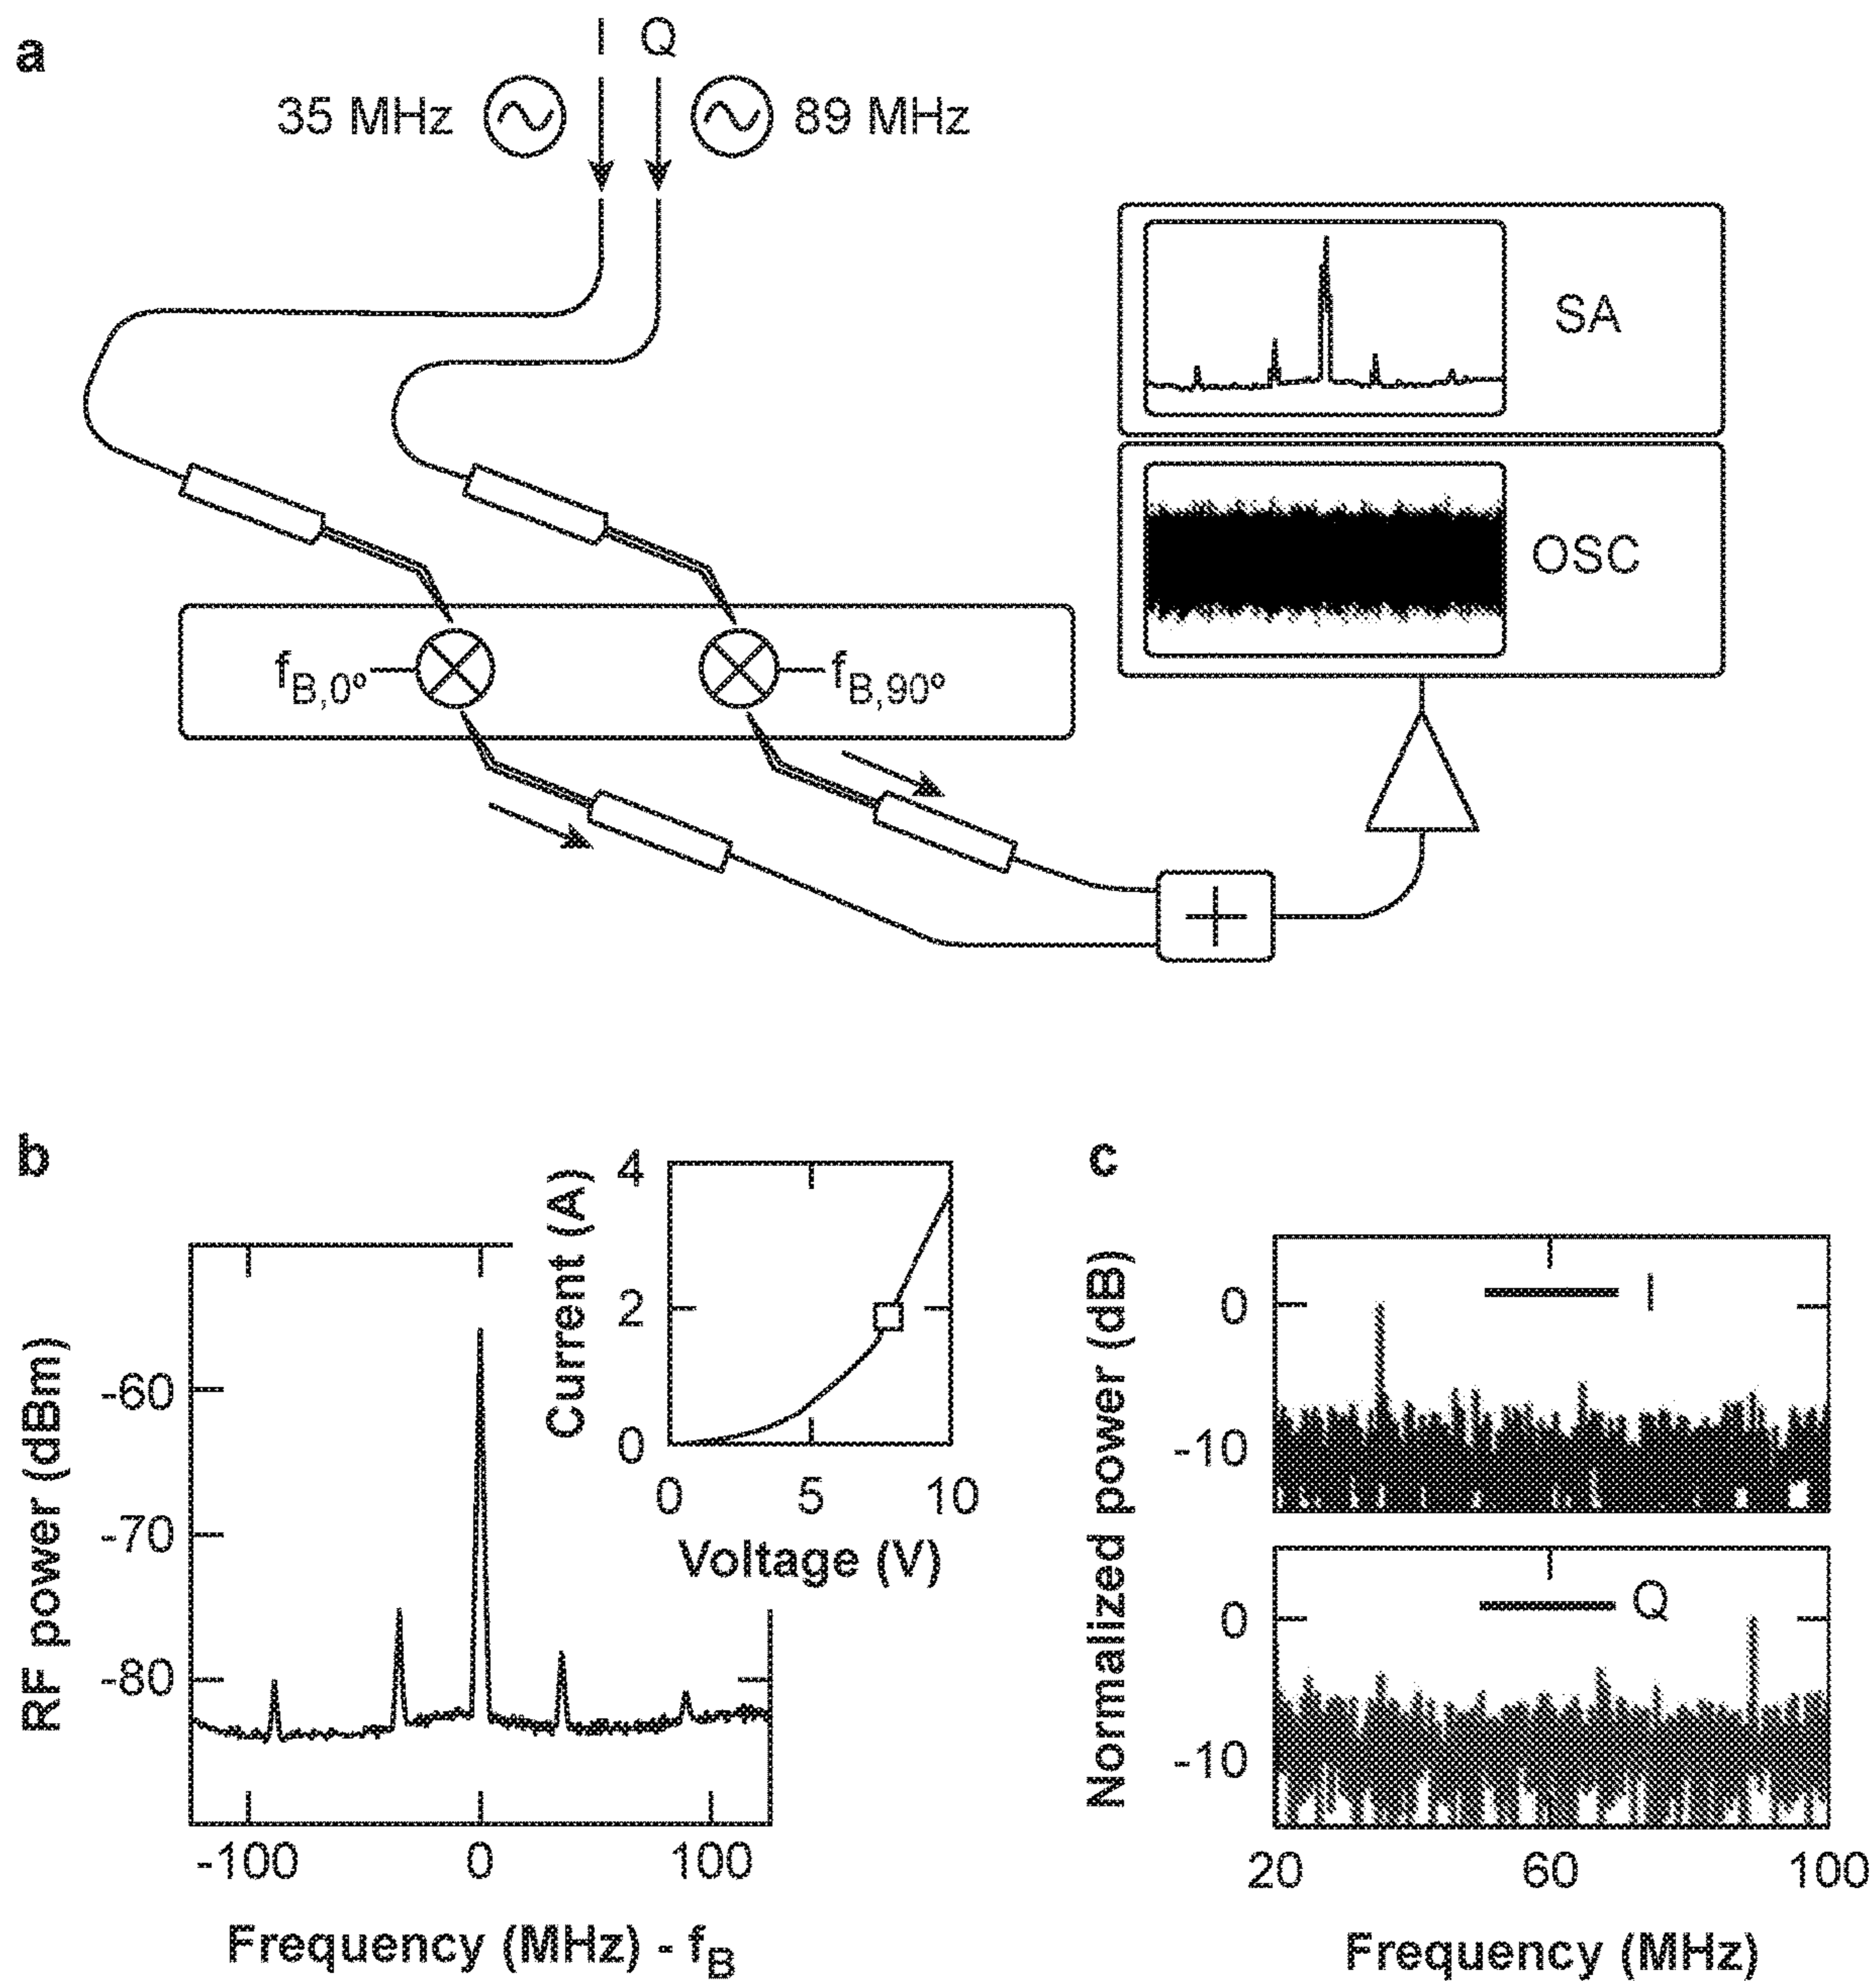 a
I Q
35 MHz
89 MHz
SA
OSC
fB,0º
fB,90º
b
Current (A)
4
2
0
0 5 10
Voltage (V)
RF power (dBm)
-60
-70
-80
-100 0 100
Frequency (MHz) - fB
c
Normalized power (dB)
I
0
-10
Q
0
-10
20 60 100
Frequency (MHz)